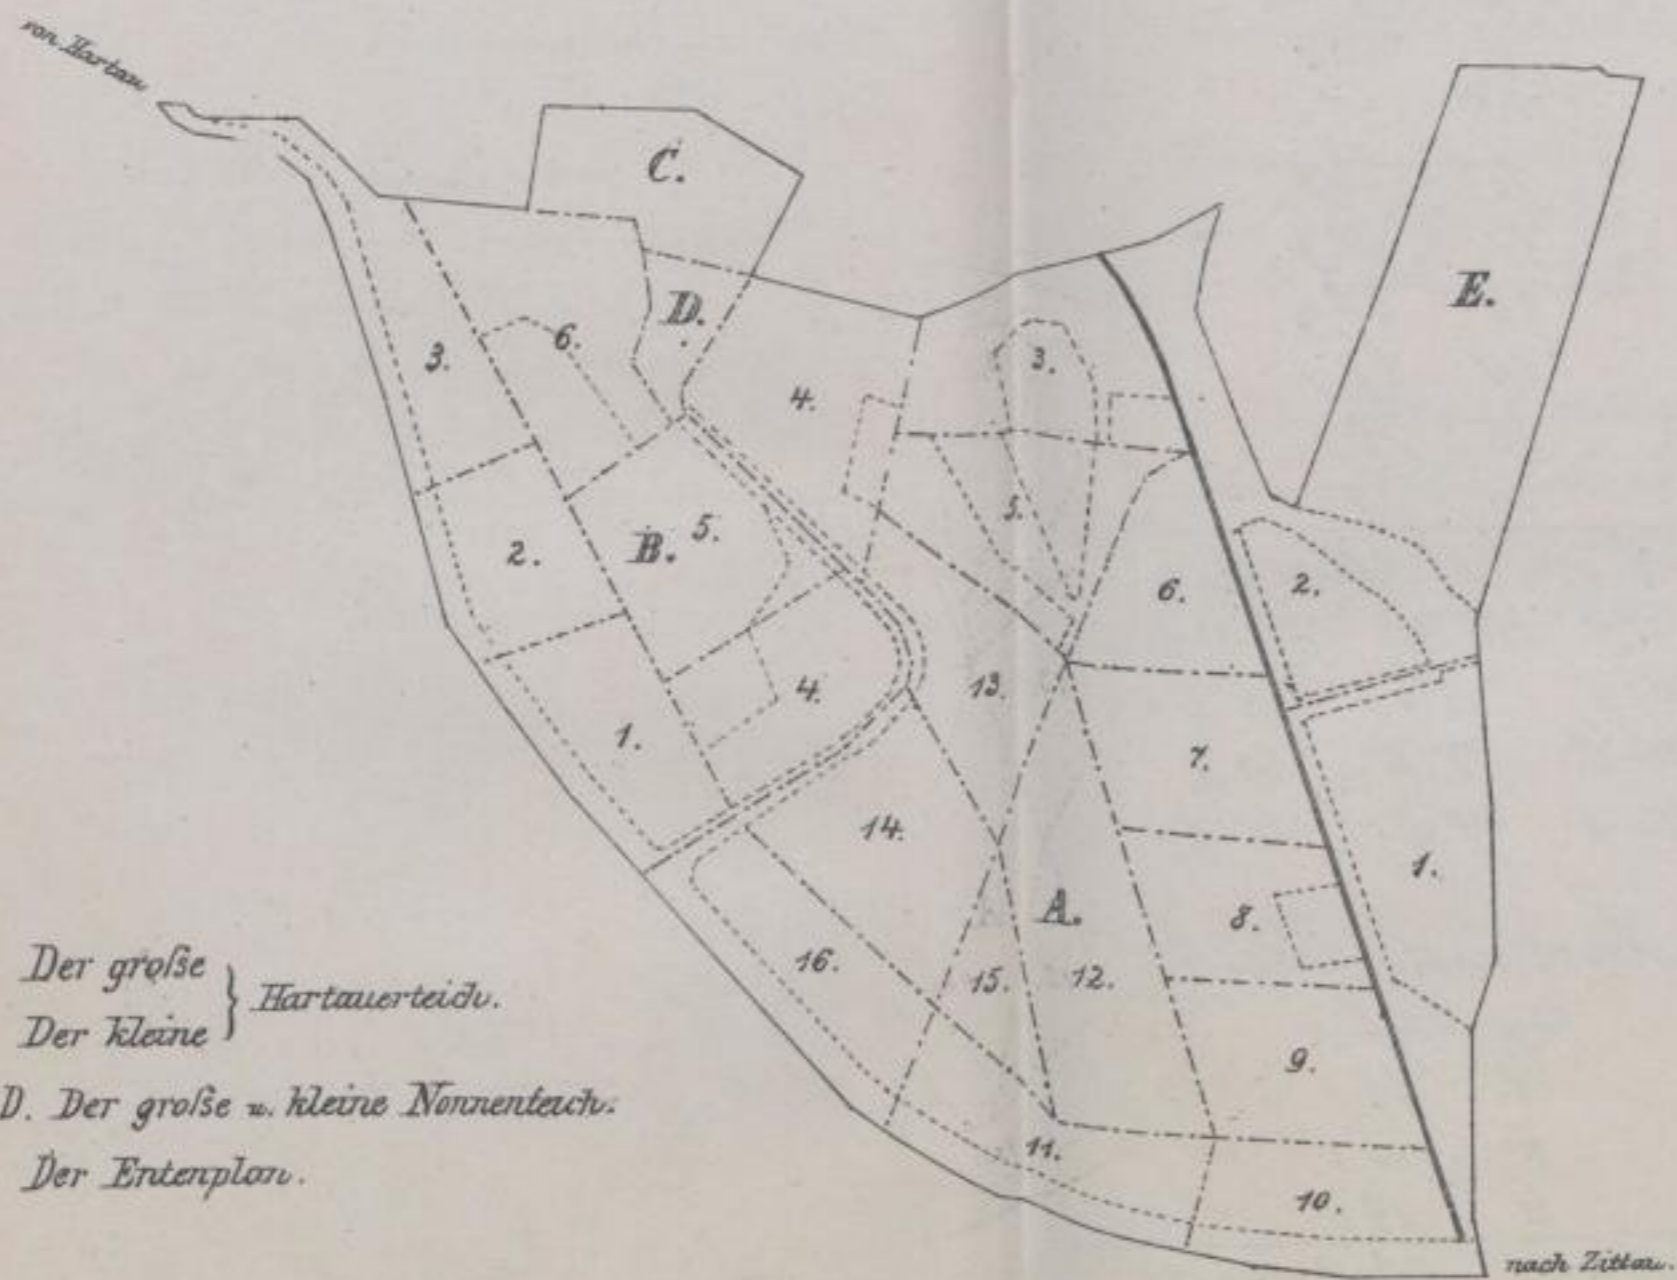 von Hartau
C.
E.
D.
6.
3.
3.
4.
5.
B. 5.
2.
6.
2.
4.
13.
1.
7.
14.
1.
A.
8.
16.
15.
12.
Der große
Der kleine } Hartauerteich.
9.
D. Der große u. kleine Nonnenteich.
11.
Der Entenplan.
10.
nach Zittau.